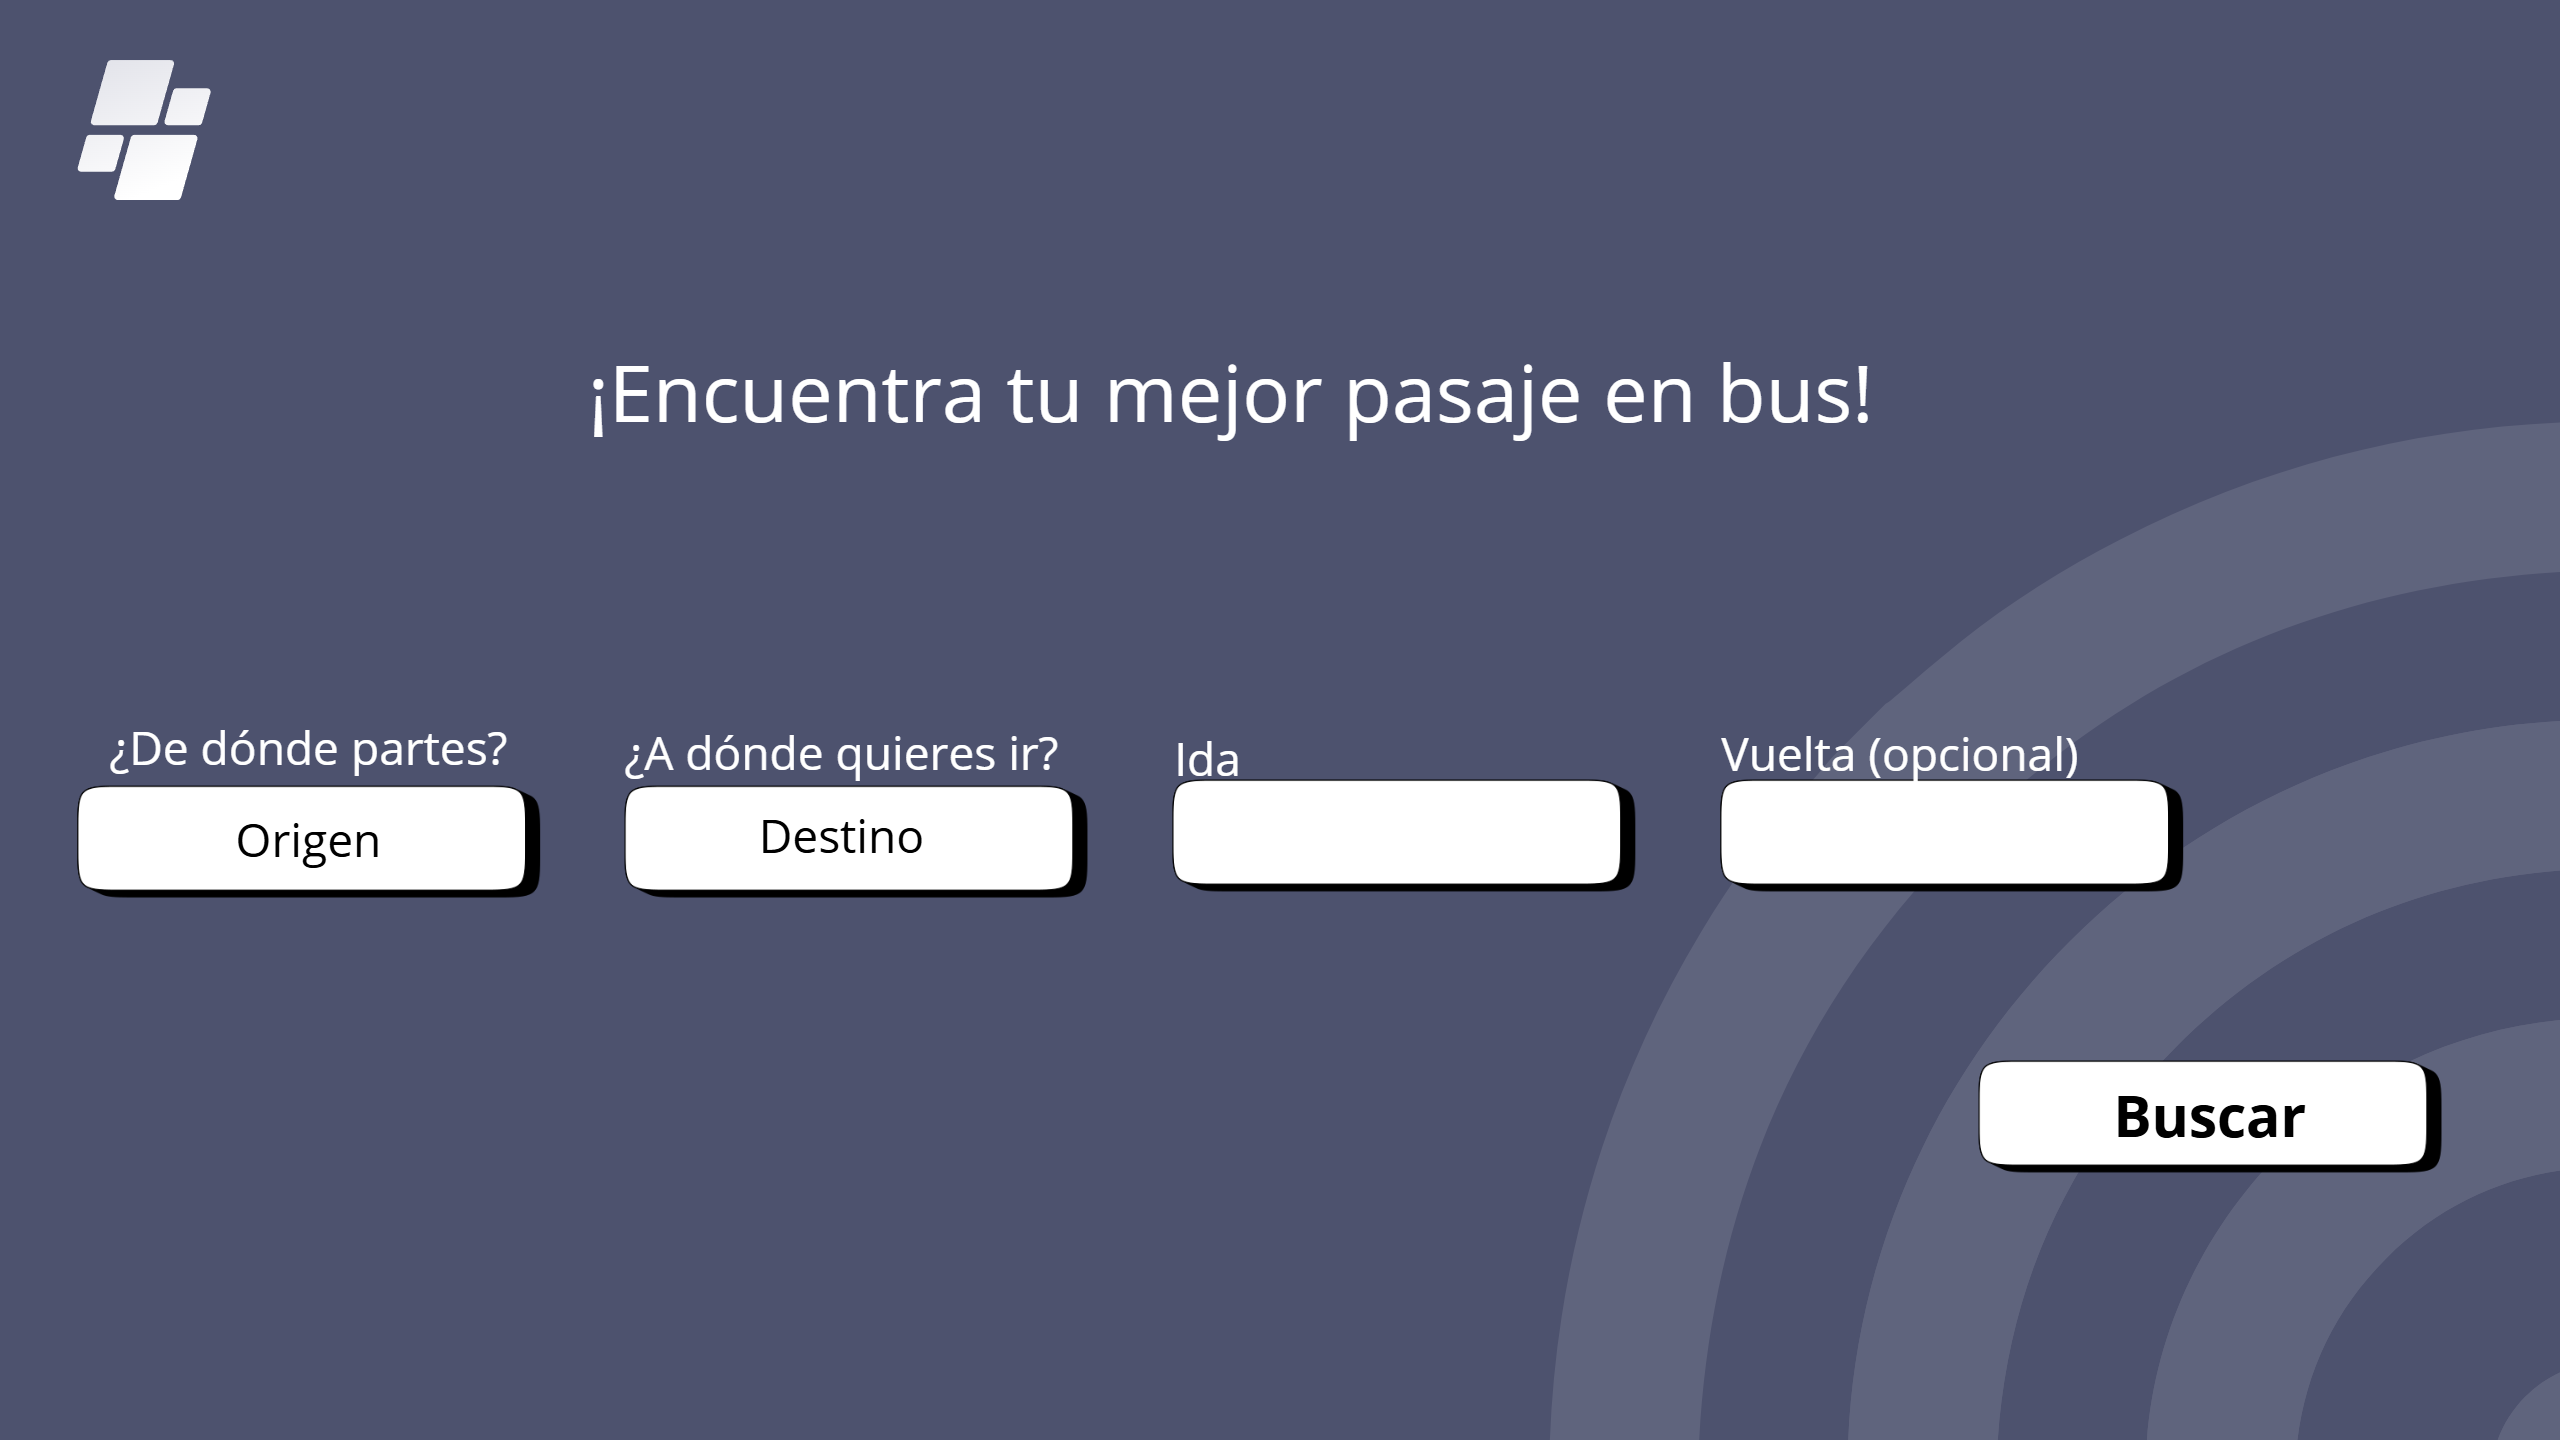 ¡Encuentra tu mejor pasaje en bus!
¿De dónde partes?
¿A dónde quieres ir?
Ida
Vuelta (opcional)
Origen
Destino
Buscar